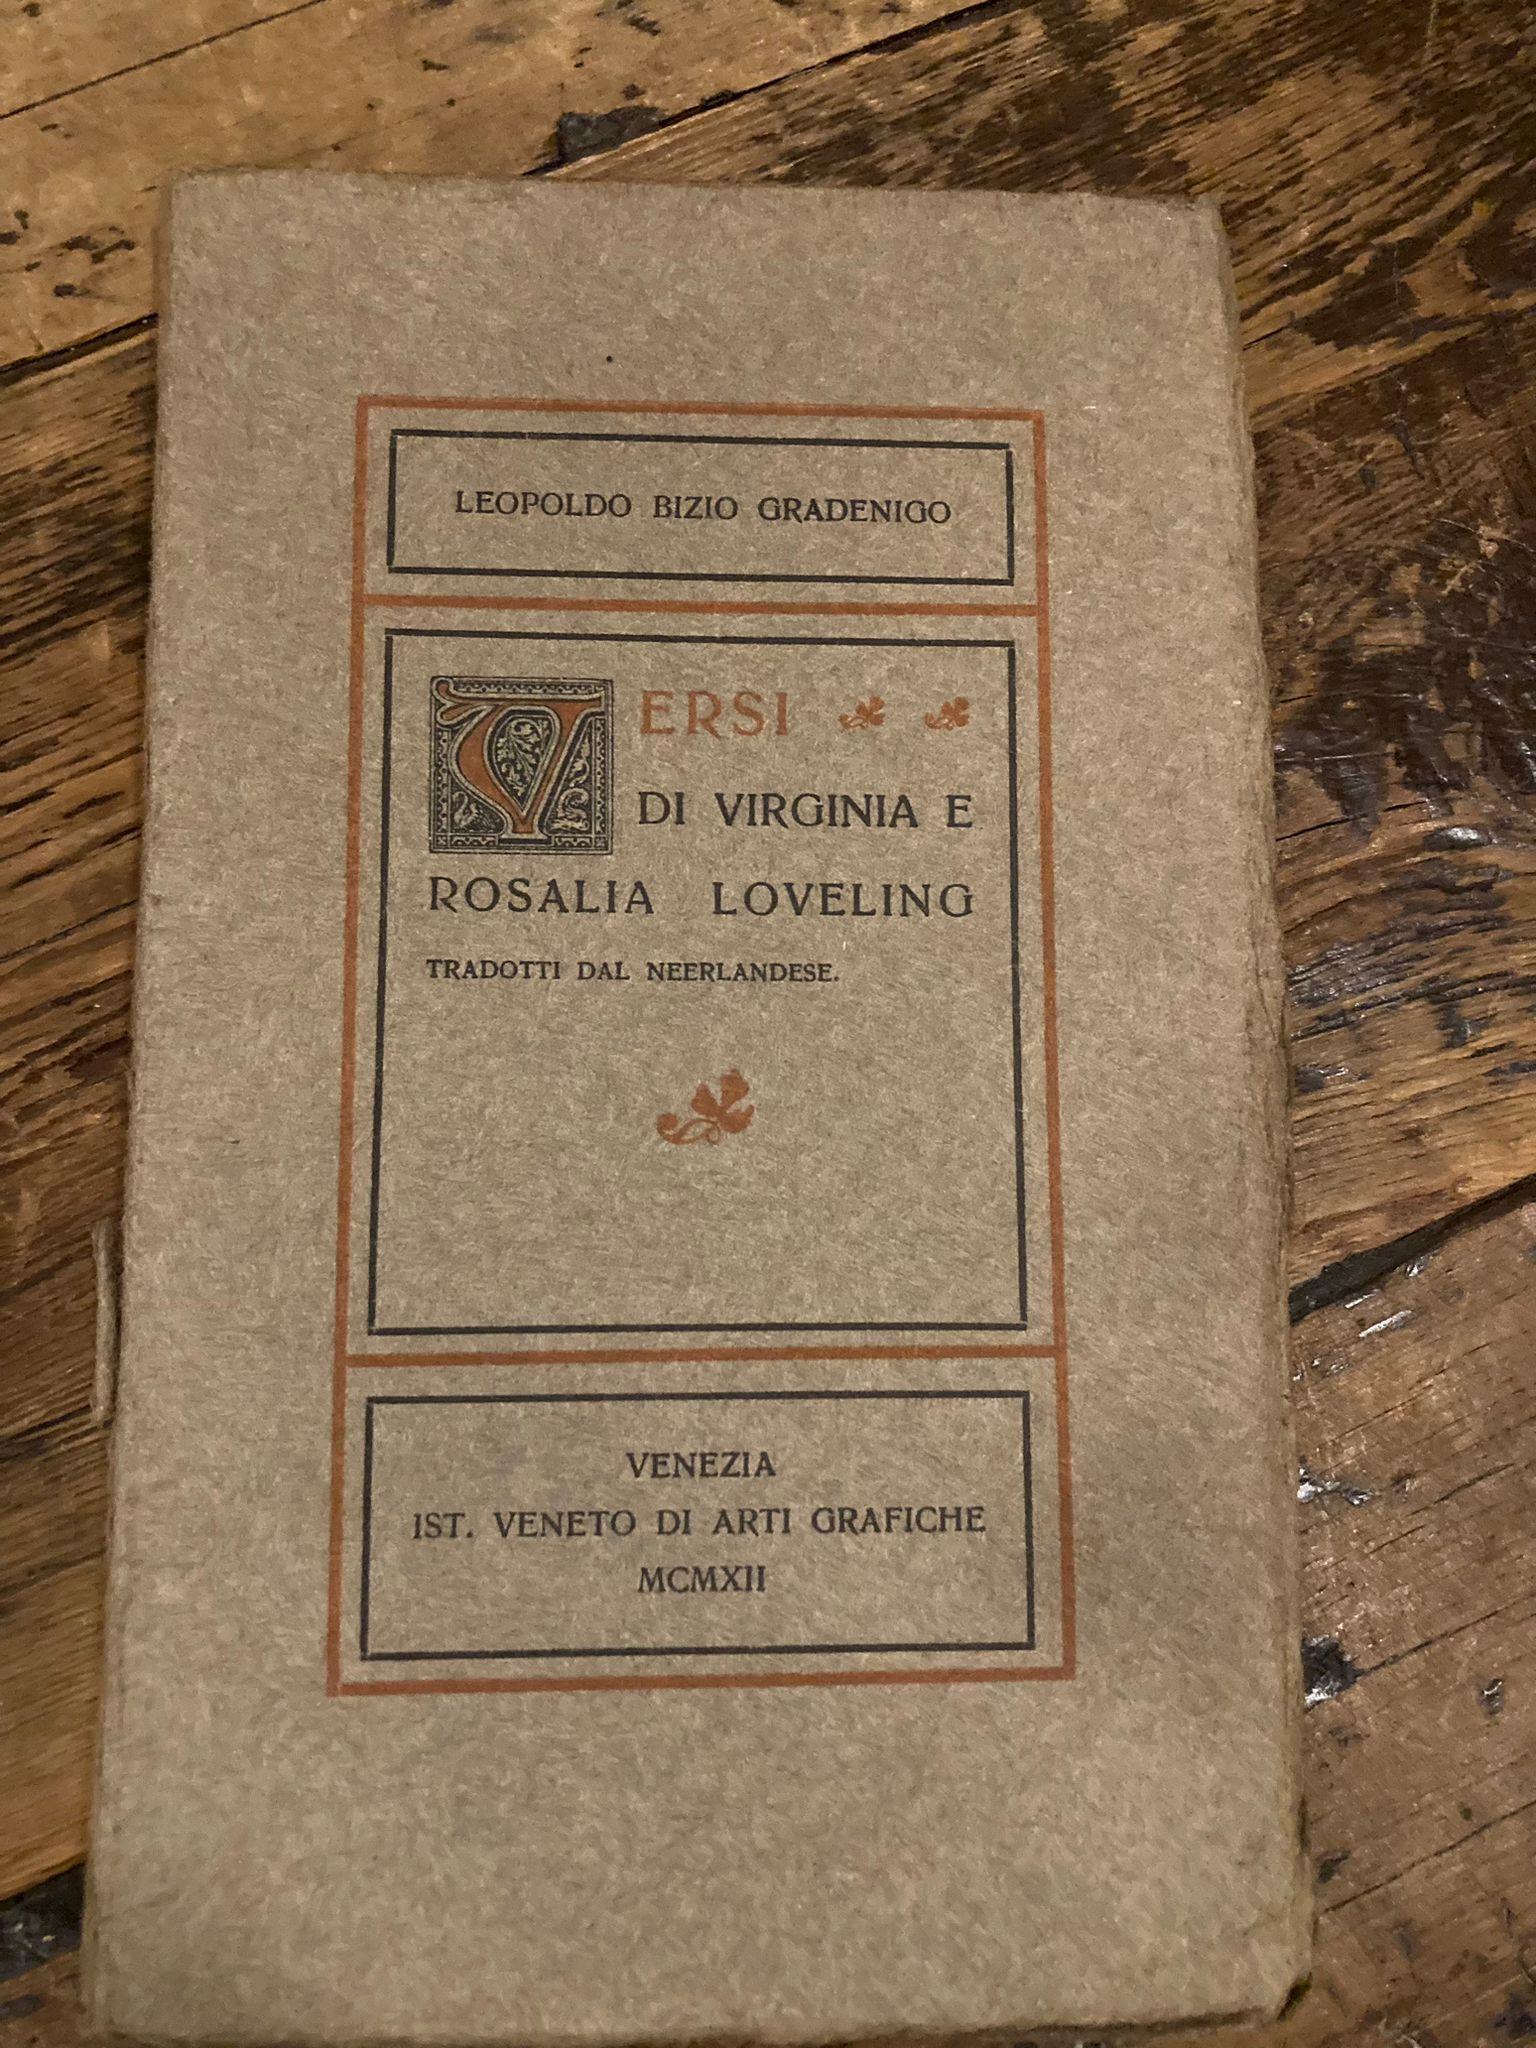 LEOPOLDO BIZIO GRADENIGO
VERSI
DI VIRGINIA E
ROSALIA LOVELING
TRADOTTI DAL NEERLANDESE.
VENEZIA
IST. VENETO DI ARTI GRAFICHE
MCMXII